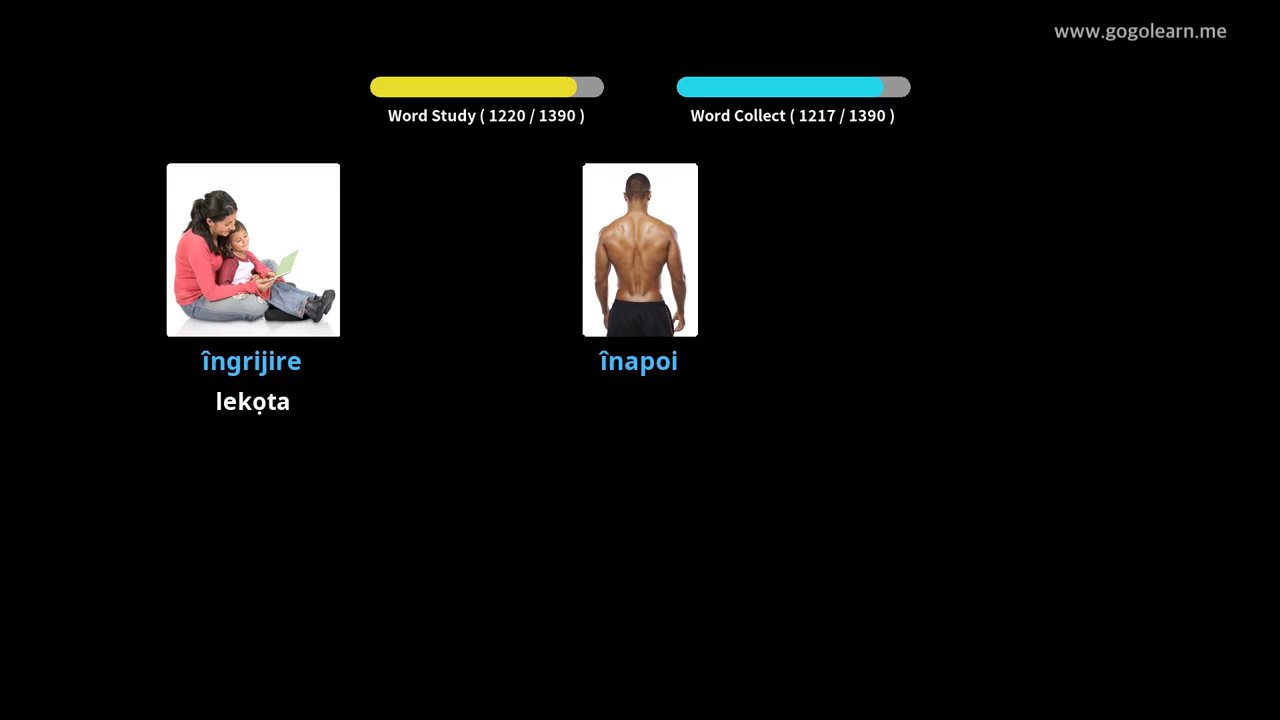 www.gogolearn.me
Word Study ( 1220 / 1390 )
Word Collect ( 1217 / 1390 )
îngrijire
lekọta
înapoi